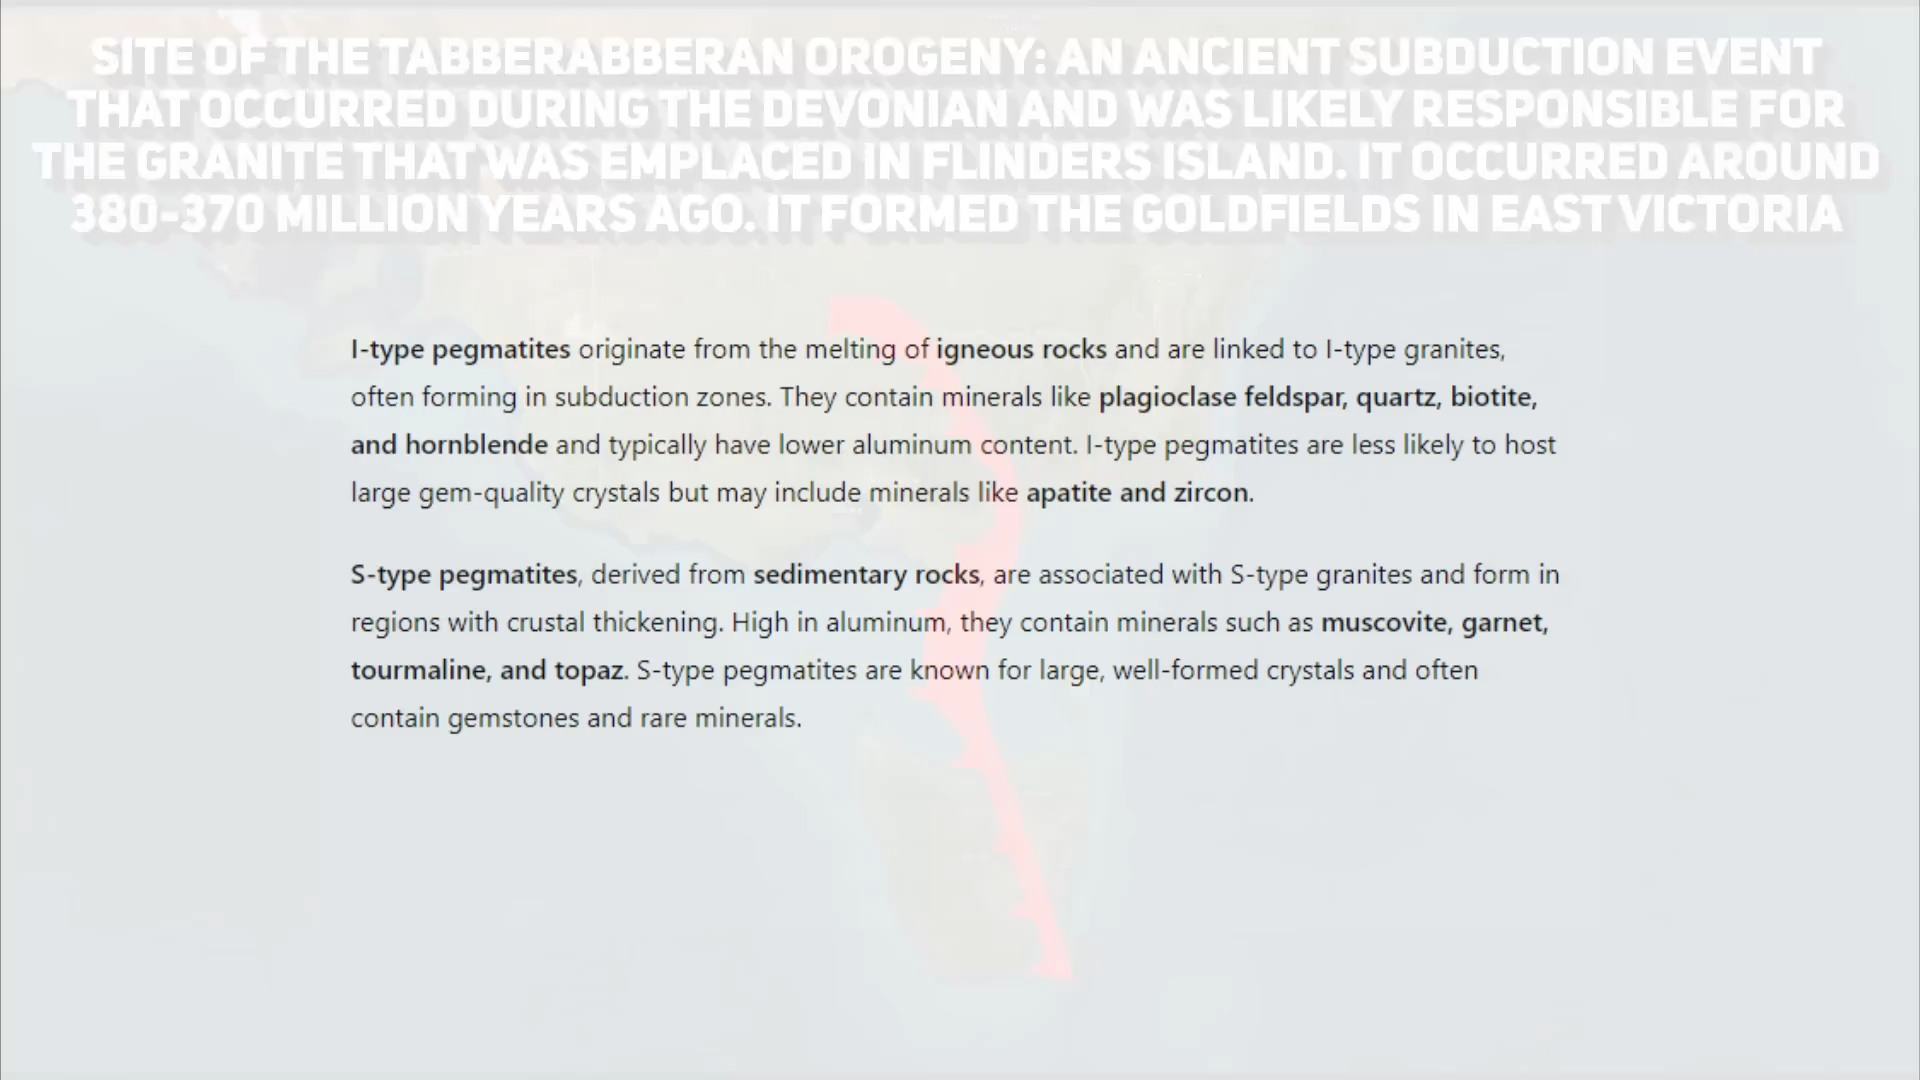 SITE OF THE TABBERABBERAN OROGENY: AN ANCIENT SUBDUCTION EVENT
THAT OCCURRED DURING THE DEVONIAN AND WAS LIKELY RESPONSIBLE FOR
THE GRANITE THAT WAS EMPLACED IN FLINDERS ISLAND. IT OCCURRED AROUND
380-370 MILLION YEARS AGO. IT FORMED THE GOLDFIELDS IN EAST VICTORIA
I-type pegmatites originate from the melting of igneous rocks and are linked to I-type granites,
often forming in subduction zones. They contain minerals like plagioclase feldspar, quartz, biotite,
and hornblende and typically have lower aluminum content. I-type pegmatites are less likely to host
large gem-quality crystals but may include minerals like apatite and zircon.
S-type pegmatites, derived from sedimentary rocks, are associated with S-type granites and form in
regions with crustal thickening. High in aluminum, they contain minerals such as muscovite, garnet,
tourmaline, and topaz. S-type pegmatites are known for large, well-formed crystals and often
contain gemstones and rare minerals.